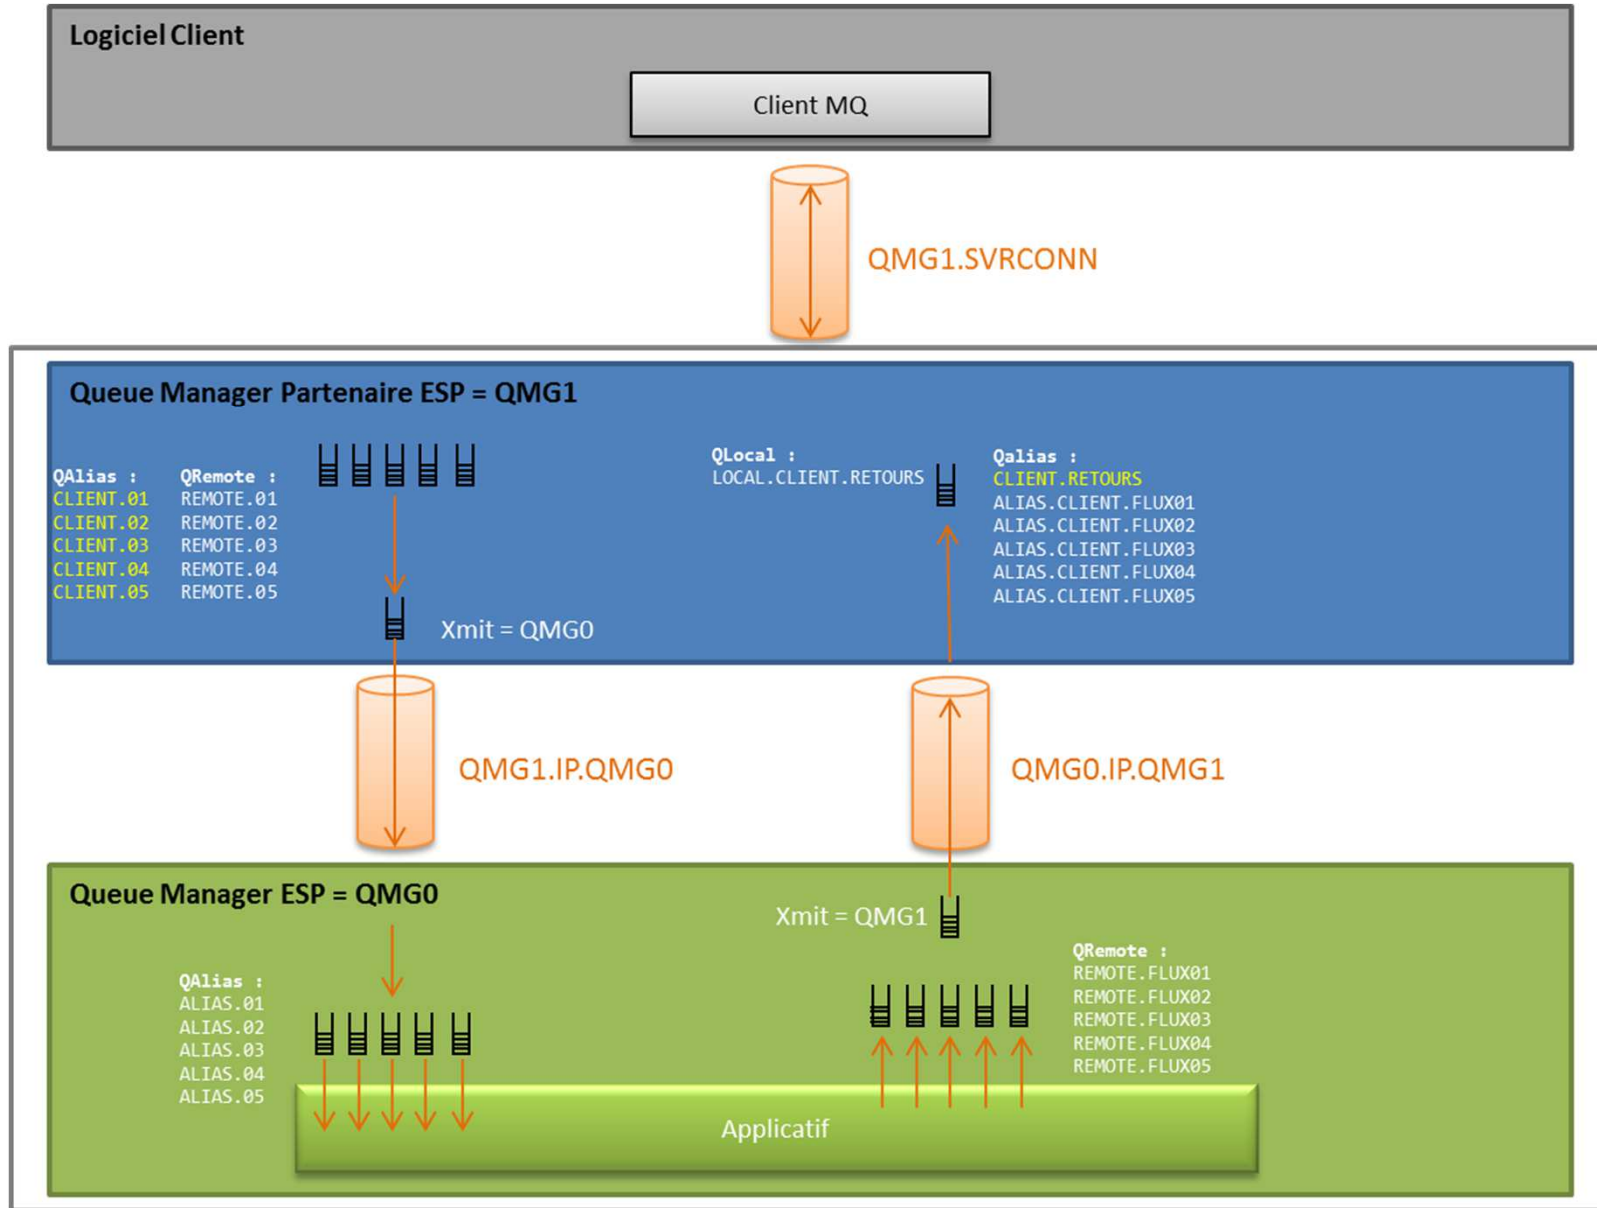 Logiciel Client
Client MQ
QMG1.SVRCONN
Queue Manager Partenaire ESP = QMG1
QAlias :
CLIENT.01
CLIENT.02
CLIENT.03
CLIENT.04
CLIENT.05
QRemote :
REMOTE.01
REMOTE.02
REMOTE.03
REMOTE.04
REMOTE.05
Xmit = QMG0
QLocal :
LOCAL.CLIENT.RETOURS
Qalias :
CLIENT.RETOURS
ALIAS.CLIENT.FLUX01
ALIAS.CLIENT.FLUX02
ALIAS.CLIENT.FLUX03
ALIAS.CLIENT.FLUX04
ALIAS.CLIENT.FLUX05
QMG1.IP.QMG0
QMG0.IP.QMG1
Queue Manager ESP = QMG0
QAlias :
ALIAS.01
ALIAS.02
ALIAS.03
ALIAS.04
ALIAS.05
Xmit = QMG1
QRemote :
REMOTE.FLUX01
REMOTE.FLUX02
REMOTE.FLUX03
REMOTE.FLUX04
REMOTE.FLUX05
Applicatif